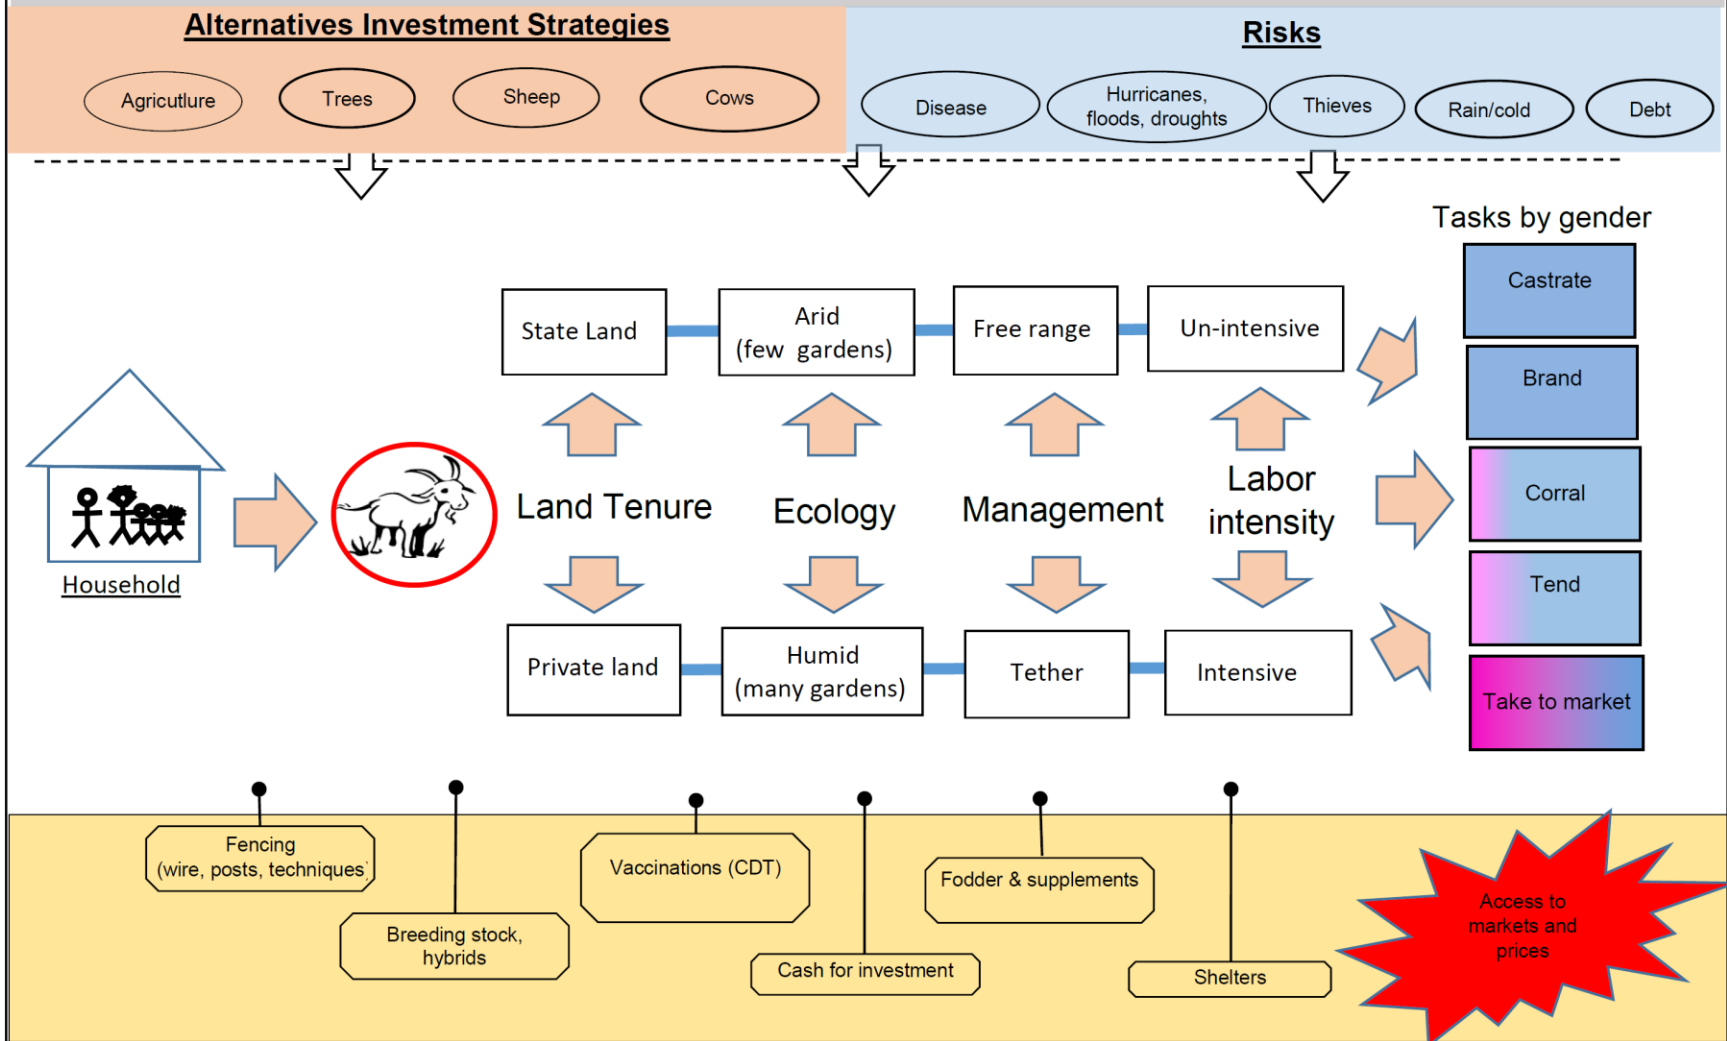 Alternatives Investment Strategies
Agricutlure
Trees
Sheep
Cows
Risks
Disease
Hurricanes,
floods, droughts
Thieves
Rain/cold
Debt
Tasks by gender
Castrate
Brand
Corral
Tend
Take to market
State Land
Arid
(few gardens)
Free range
Un-intensive
Household
Land Tenure
Ecology
Management
Labor
intensity
Private land
Humid
(many gardens)
Tether
Intensive
Fencing
(wire, posts, techniques)
Breeding stock,
hybrids
Vaccinations (CDT)
Cash for investment
Fodder & supplements
Shelters
Access to
markets and
prices